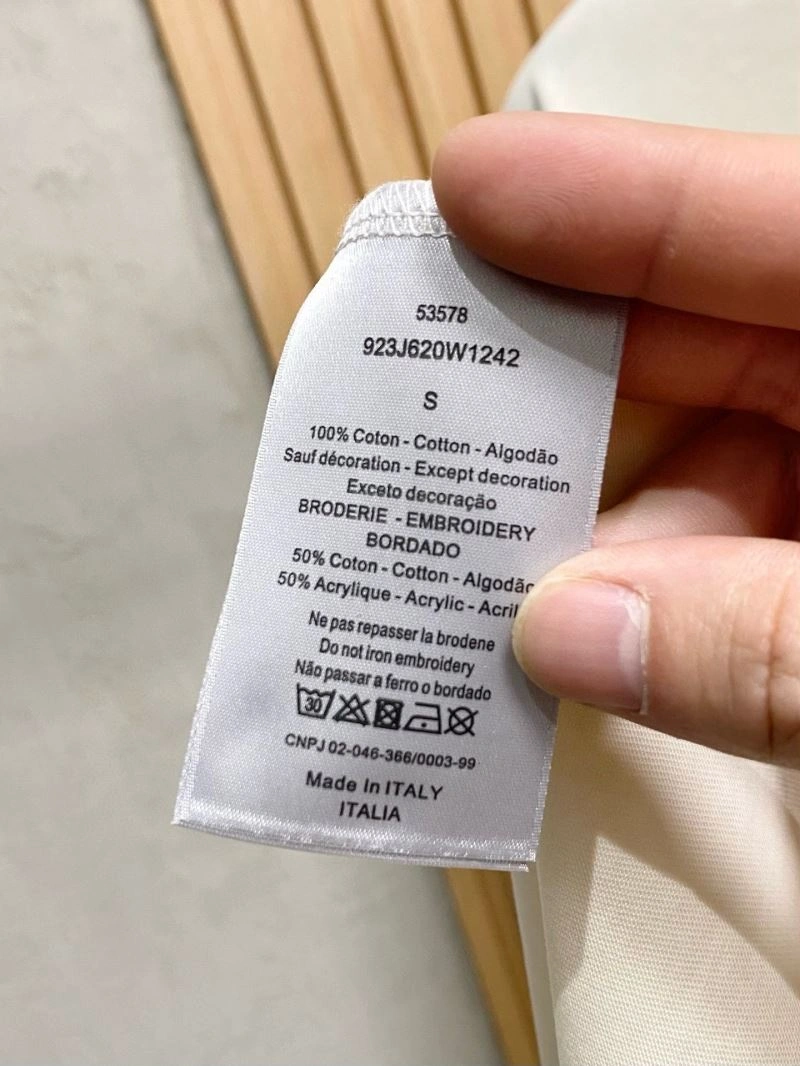 53578
923J620W1242
S
100% Coton - Cotton - Algodão
Sauf décoration - Except decoration
Exceto decoração
BRODERIE - EMBROIDERY
BORDADO
50% Coton - Cotton - Algodão
50% Acrylique - Acrylic - Acríl
Ne pas repasser la brodene
Do not iron embroidery
Não passar a ferro o bordado
30
CNPJ 02-046-366/0003-99
Made In ITALY
ITALIA